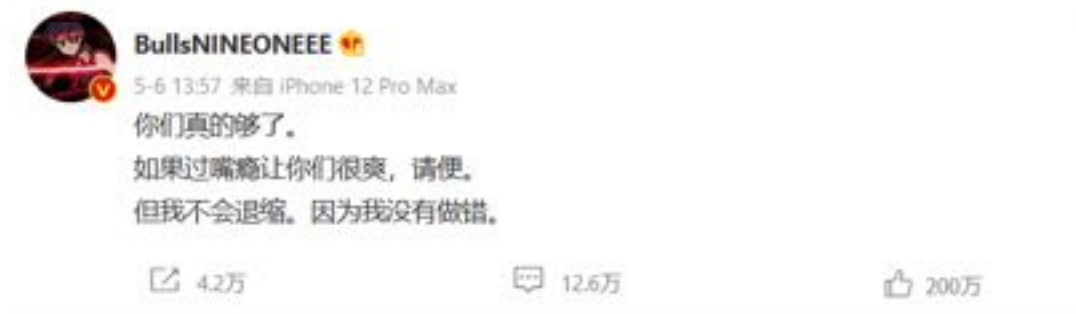 BullsNINEONEEE
5-6 13:57 来自 iPhone 12 Pro Max
你们真的够了。
如果过嘴瘾让你们很爽，请便。
但我不会退缩。因为我没有做错。
4.2万 12.6万 200万